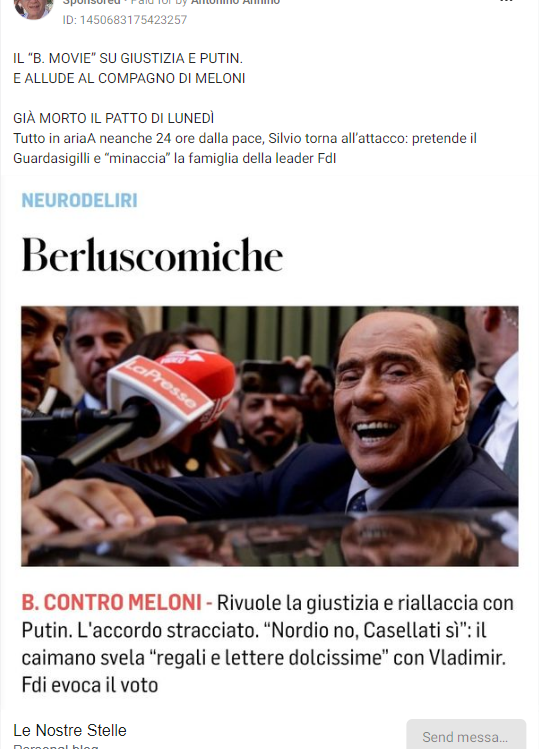 Sponsored · Paid for by Antonino Annino
ID: 1450683175423257
IL “B. MOVIE” SU GIUSTIZIA E PUTIN.
E ALLUDE AL COMPAGNO DI MELONI
GIÀ MORTO IL PATTO DI LUNEDÌ
Tutto in ariaA neanche 24 ore dalla pace, Silvio torna all’attacco: pretende il
Guardasigilli e “minaccia” la famiglia della leader FdI
NEURODELIRI
Berluscomiche
LaPresse
B. CONTRO MELONI - Rivuole la giustizia e riallaccia con
Putin. L'accordo stracciato. “Nordio no, Casellati sì”: il
caimano svela “regali e lettere dolcissime” con Vladimir.
Fdi evoca il voto
Le Nostre Stelle
Personal blog
Send messa...